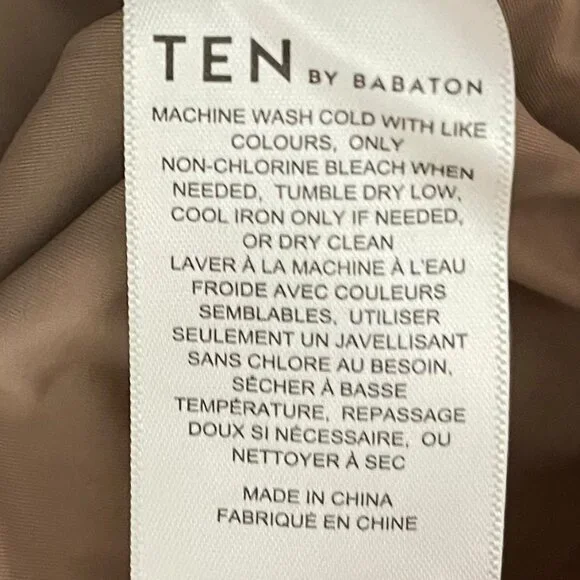 TEN BY BABATON
MACHINE WASH COLD WITH LIKE
COLOURS, ONLY
NON-CHLORINE BLEACH WHEN
NEEDED, TUMBLE DRY LOW,
COOL IRON ONLY IF NEEDED,
OR DRY CLEAN
LAVER À LA MACHINE À L'EAU
FROIDE AVEC COULEURS
SEMBLABLES, UTILISER
SEULEMENT UN JAVELLISANT
SANS CHLORE AU BESOIN,
SÉCHER À BASSE
TEMPÉRATURE, REPASSAGE
DOUX SI NÉCESSAIRE, OU
NETTOYER À SEC
MADE IN CHINA
FABRIQUÉ EN CHINE